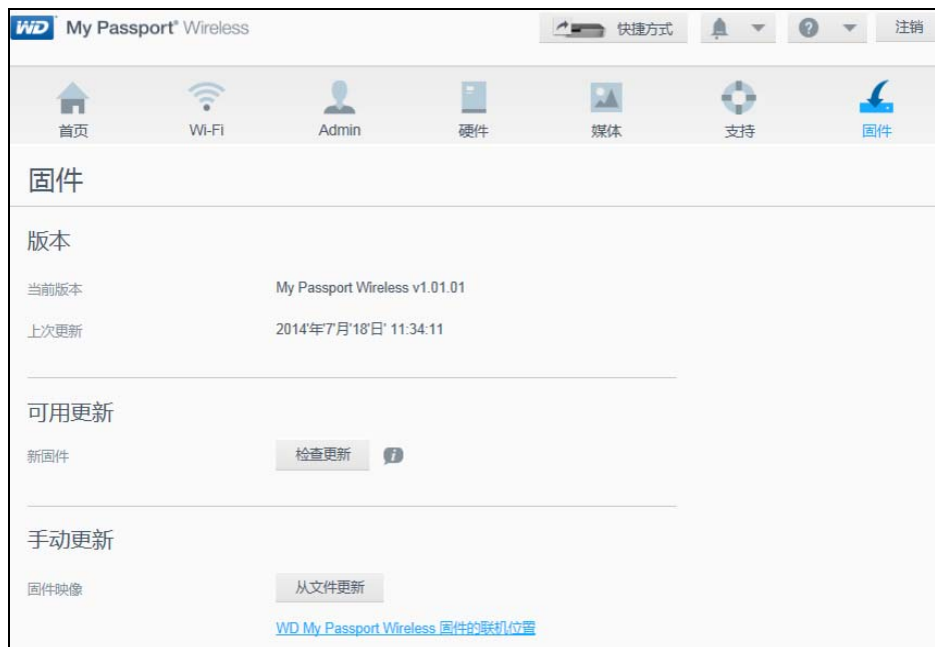 WD My Passport® Wireless
快捷方式
注销
首页 Wi-Fi Admin 硬件 媒体 支持 固件
固件
版本
当前版本 My Passport Wireless v1.01.01
上次更新 2014'年'7'月'18'日' 11:34:11
可用更新
新固件 检查更新
手动更新
固件映像 从文件更新
WD My Passport Wireless 固件的联机位置